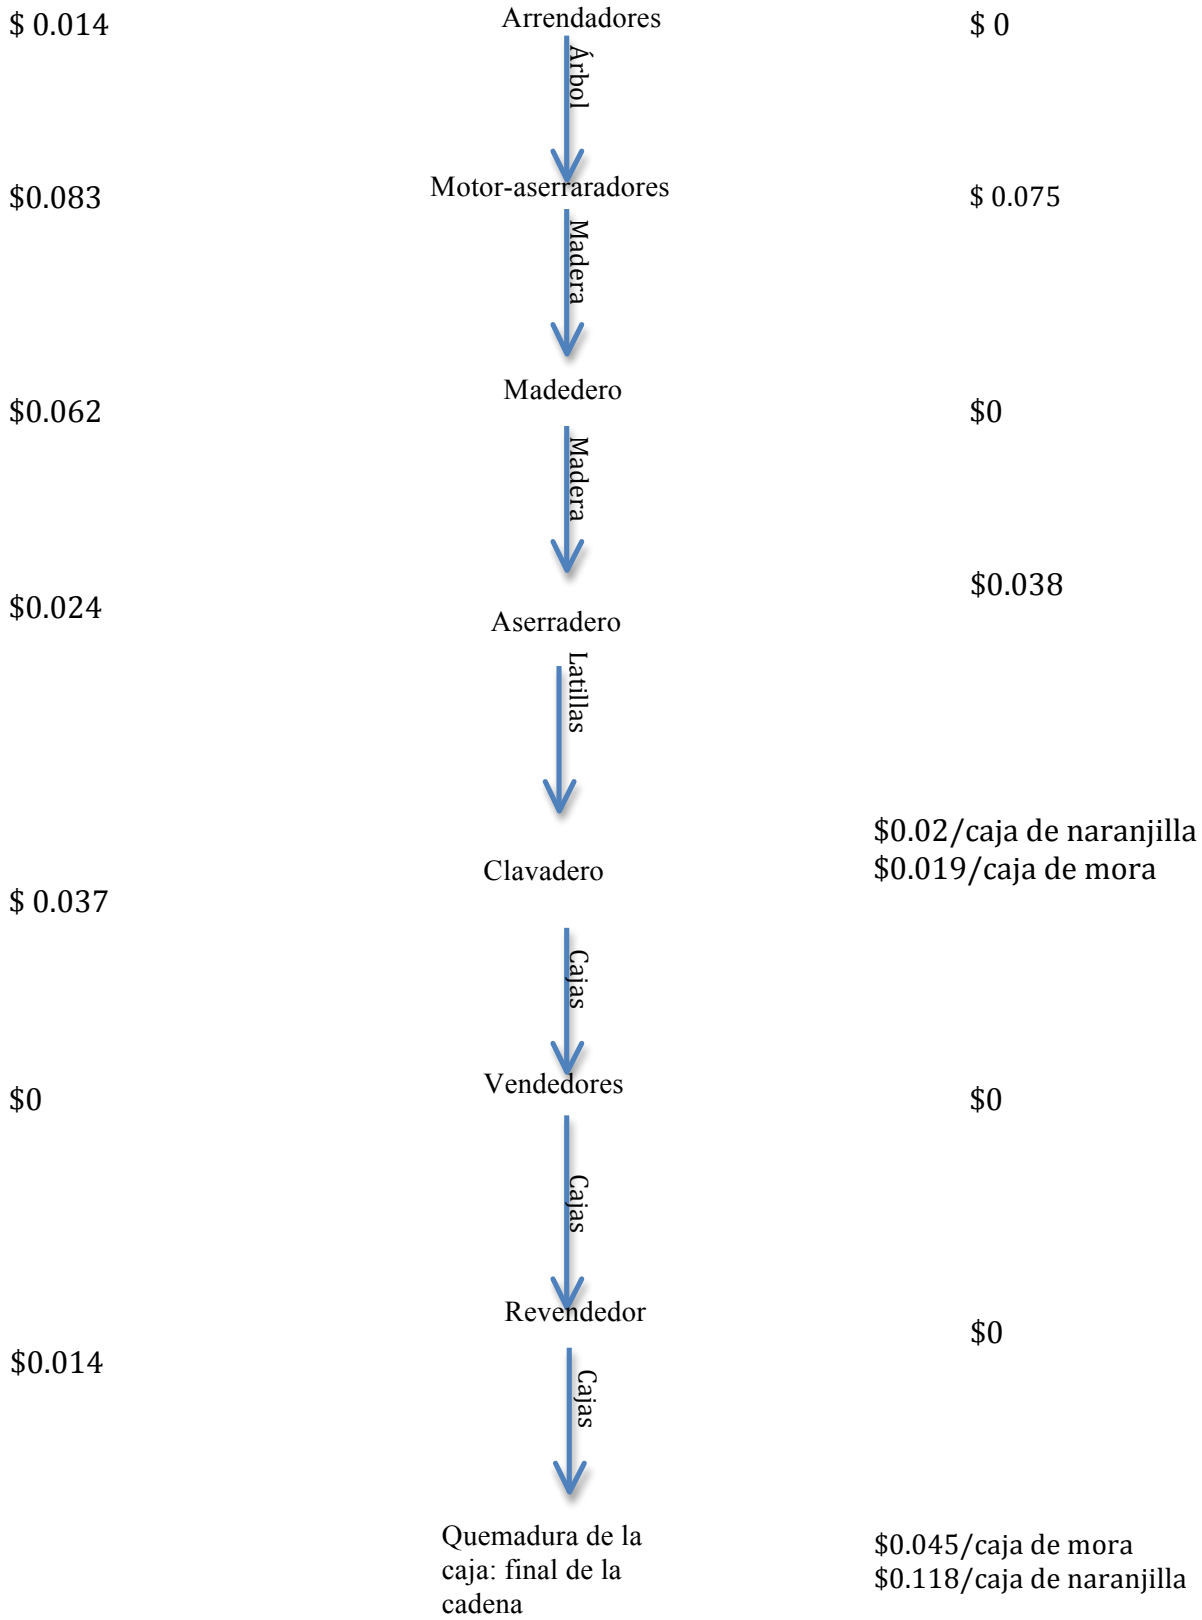 $ 0.014
Arrendadores
$ 0
Árbol
$0.083
Motor-aserraradores
$ 0.075
Madera
$0.062
Madedero
$0
Madera
$0.024
Aserradero
$0.038
Latillas
$0.02/caja de naranjilla
$0.019/caja de mora
Clavadero
$ 0.037
Cajas
$0
Vendedores
$0
Cajas
Revendedor
$0
$0.014
Cajas
Quemadura de la
caja: final de la
cadena
$0.045/caja de mora
$0.118/caja de naranjilla